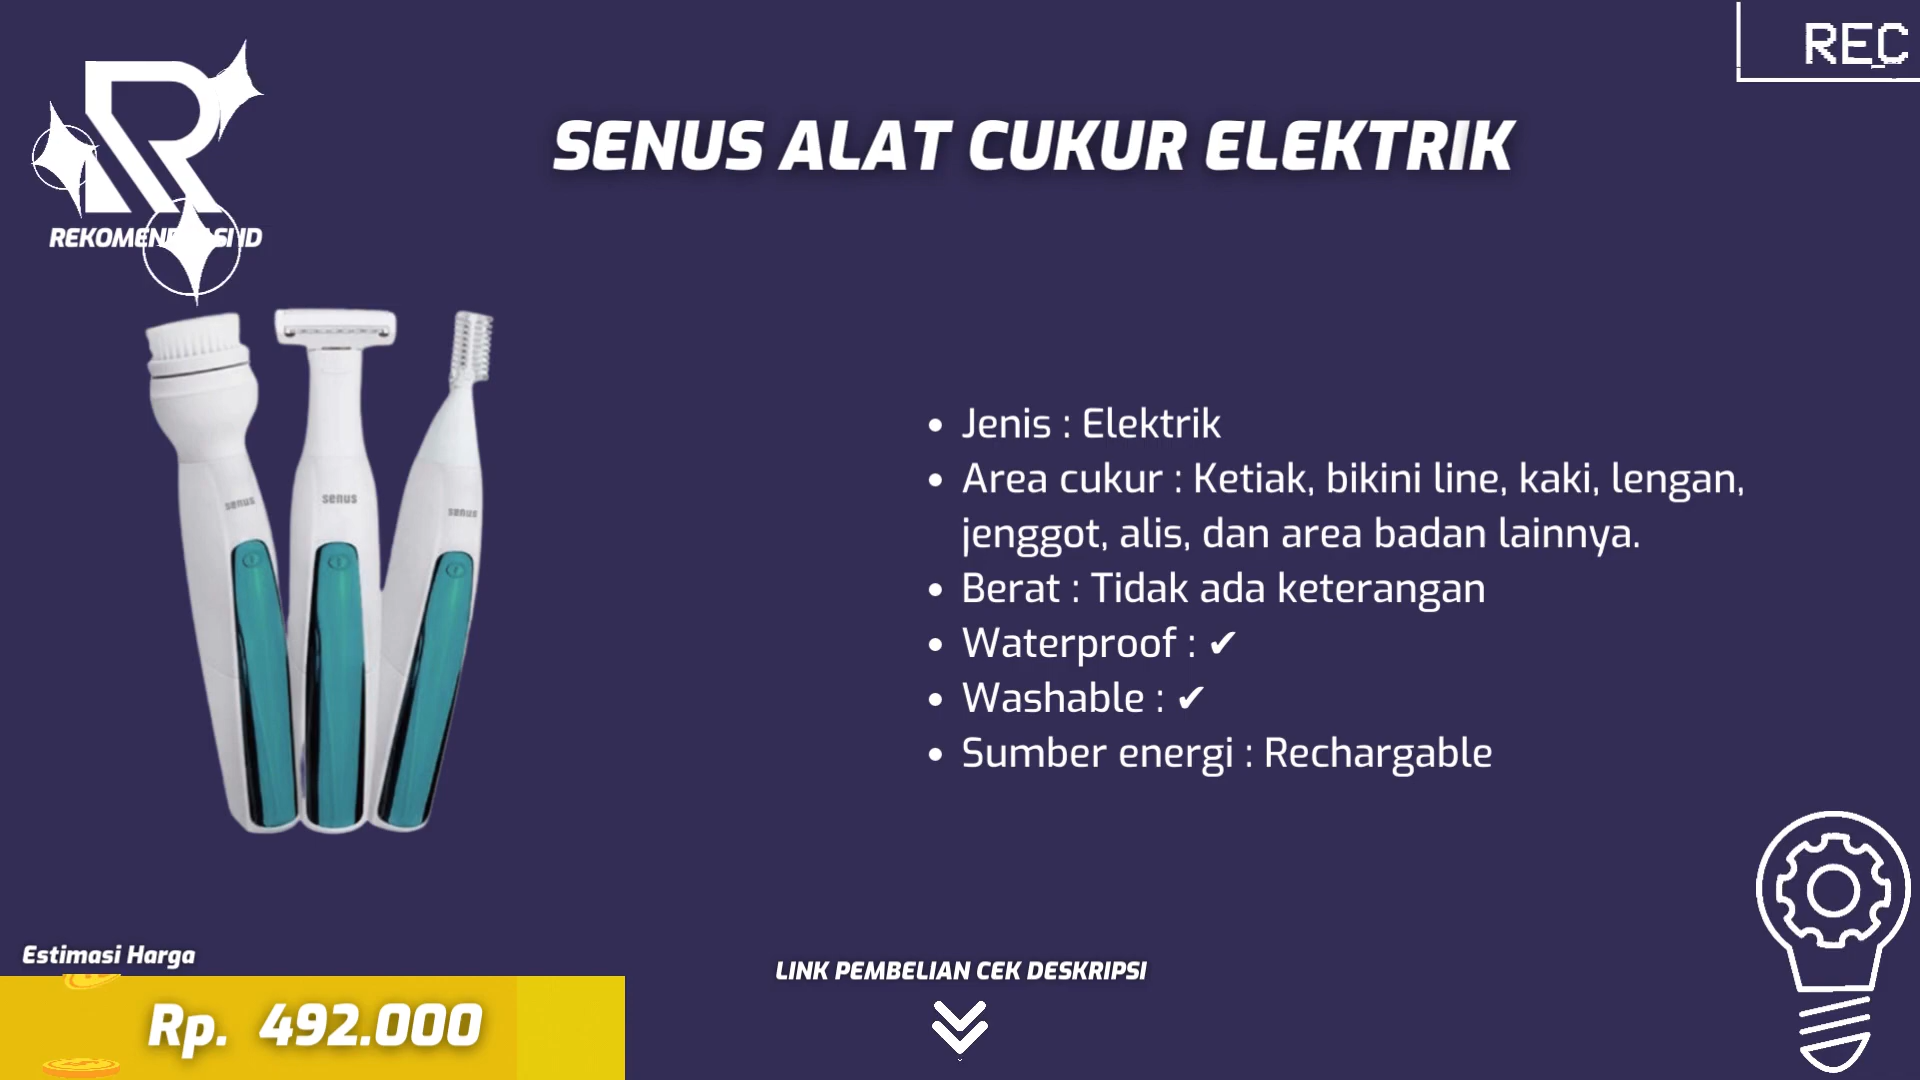 REC
SENUS ALAT CUKUR ELEKTRIK
senus
senus
senus
• Jenis : Elektrik
• Area cukur : Ketiak, bikini line, kaki, lengan,
jenggot, alis, dan area badan lainnya.
• Berat : Tidak ada keterangan
• Waterproof : ✔
• Washable : ✔
• Sumber energi : Rechargable
Estimasi Harga
Rp. 492.000
LINK PEMBELIAN CEK DESKRIPSI